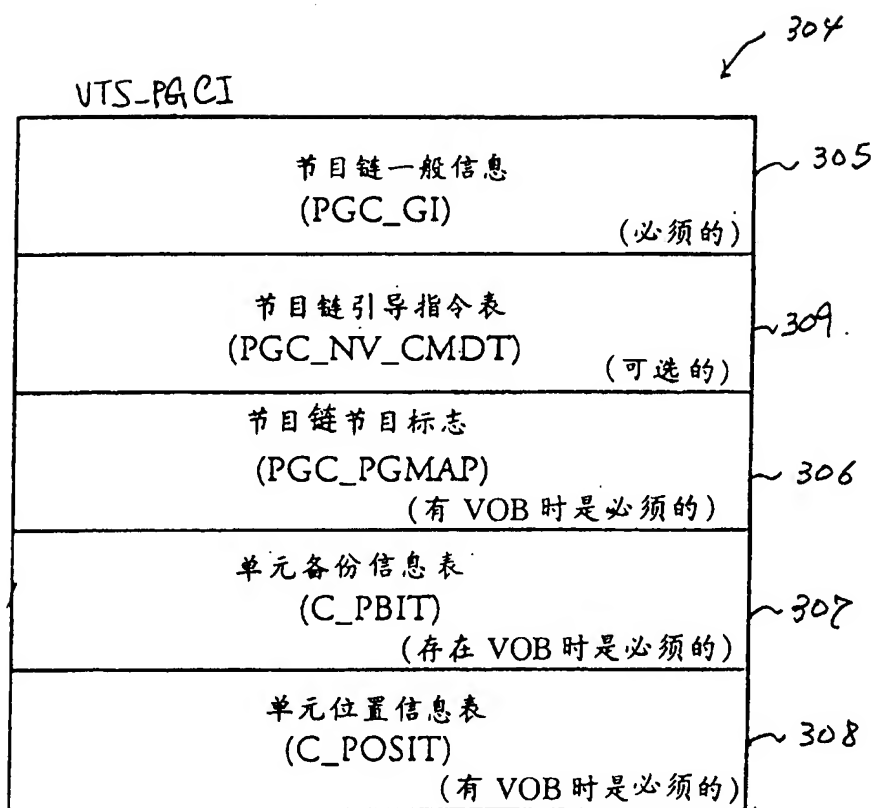 304
VTS_PGCI
节目链一般信息
(PGC_GI)
(必须的)
305
节目链引导指令表
(PGC_NV_CMDT)
(可选的)
309.
节目链节目标志
(PGC_PGMAP)
(有 VOB 时是必须的)
306
单元备份信息表
(C_PBIT)
(存在 VOB 时是必须的)
307
单元位置信息表
(C_POSIT)
(有 VOB 时是必须的)
308